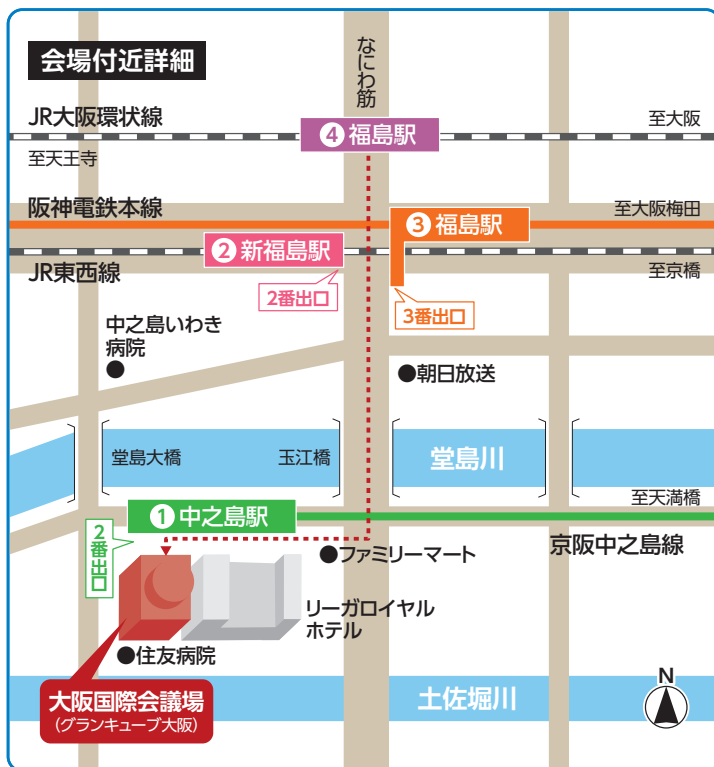 会場付近詳細
なにわ筋
JR大阪環状線
至大阪
④福島駅
至天王寺
阪神電鉄本線
至大阪梅田
③福島駅
②新福島駅
JR東西線
至京橋
2番出口
3番出口
中之島いわき
病院
●朝日放送
堂島大橋
玉江橋
堂島川
至天満橋
①中之島駅
京阪中之島線
2番出口
●ファミリーマート
リーガロイヤル
ホテル
●住友病院
大阪国際会議場
(グランキューブ大阪)
土佐堀川
N